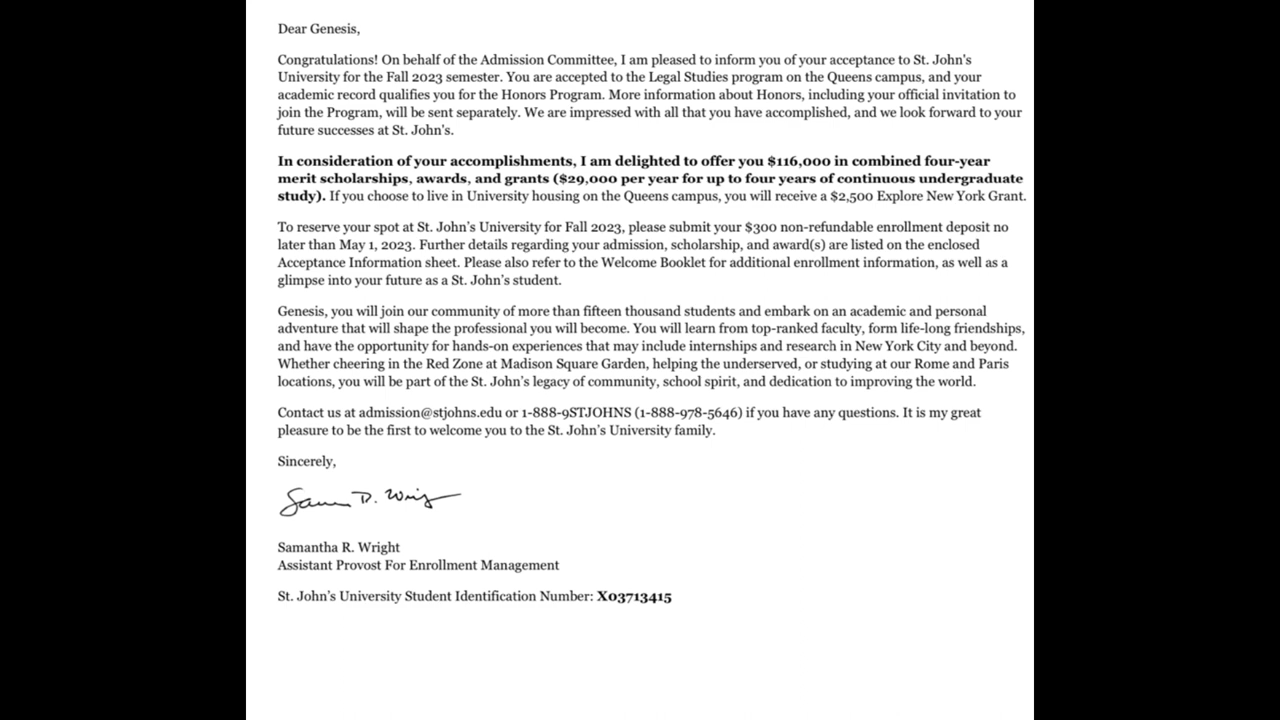 Dear Genesis,
Congratulations! On behalf of the Admission Committee, I am pleased to inform you of your acceptance to St. John's
University for the Fall 2023 semester. You are accepted to the Legal Studies program on the Queens campus, and your
academic record qualifies you for the Honors Program. More information about Honors, including your official invitation to
join the Program, will be sent separately. We are impressed with all that you have accomplished, and we look forward to your
future successes at St. John's.
In consideration of your accomplishments, I am delighted to offer you $116,000 in combined four-year
merit scholarships, awards, and grants ($29,000 per year for up to four years of continuous undergraduate
study). If you choose to live in University housing on the Queens campus, you will receive a $2,500 Explore New York Grant.
To reserve your spot at St. John's University for Fall 2023, please submit your $300 non-refundable enrollment deposit no
later than May 1, 2023. Further details regarding your admission, scholarship, and award(s) are listed on the enclosed
Acceptance Information sheet. Please also refer to the Welcome Booklet for additional enrollment information, as well as a
glimpse into your future as a St. John’s student.
Genesis, you will join our community of more than fifteen thousand students and embark on an academic and personal
adventure that will shape the professional you will become. You will learn from top-ranked faculty, form life-long friendships,
and have the opportunity for hands-on experiences that may include internships and research in New York City and beyond.
Whether cheering in the Red Zone at Madison Square Garden, helping the underserved, or studying at our Rome and Paris
locations, you will be part of the St. John’s legacy of community, school spirit, and dedication to improving the world.
Contact us at admission@stjohns.edu or 1-888-9STJOHNS (1-888-978-5646) if you have any questions. It is my great
pleasure to be the first to welcome you to the St. John’s University family.
Sincerely,
Samantha R. Wright
Assistant Provost For Enrollment Management
St. John’s University Student Identification Number: X03713415